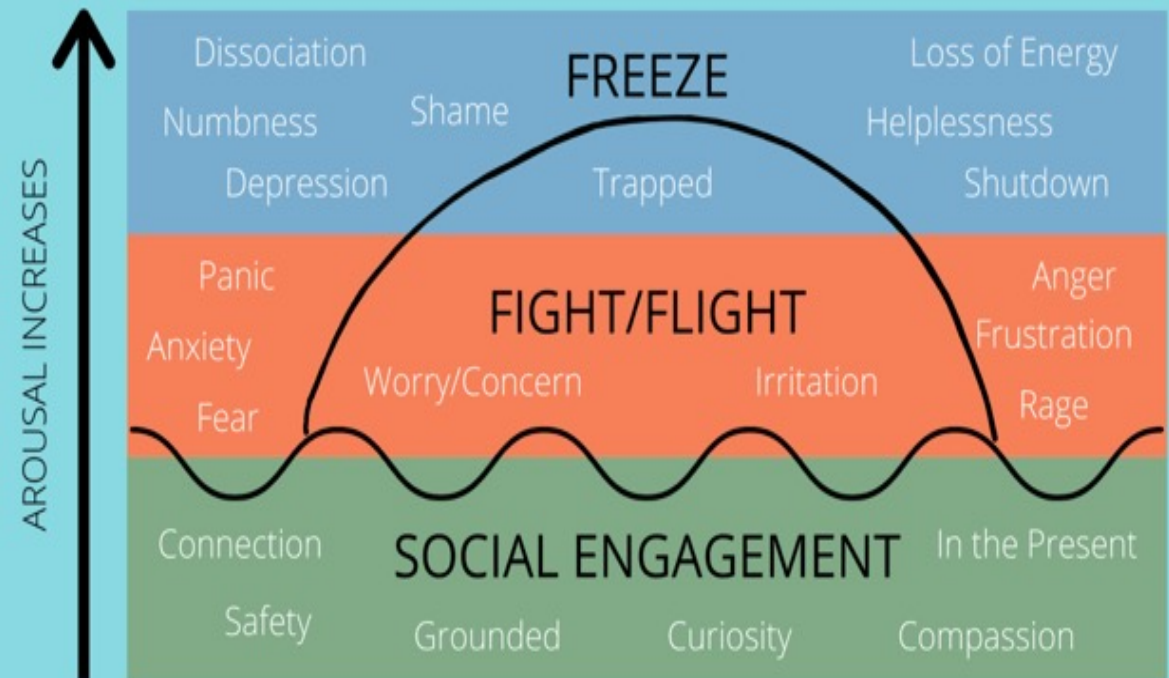 AROUSAL INCREASES
Dissociation
FREEZE
Loss of Energy
Numbness
Shame
Helplessness
Depression
Trapped
Shutdown
Panic
Anger
FIGHT/FLIGHT
Anxiety
Frustration
Worry/Concern
Irritation
Fear
Rage
Connection
SOCIAL ENGAGEMENT
In the Present
Safety
Grounded
Curiosity
Compassion